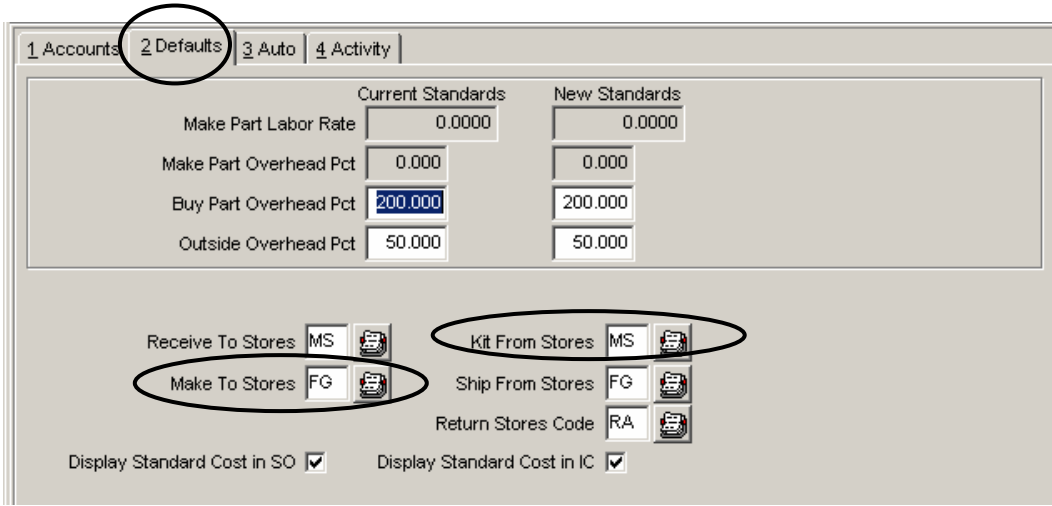 1 Accounts 2 Defaults 3 Auto 4 Activity
Current Standards New Standards
Make Part Labor Rate 0.0000 0.0000
Make Part Overhead Pct 0.000 0.000
Buy Part Overhead Pct 200.000 200.000
Outside Overhead Pct 50.000 50.000
Receive To Stores MS Kit From Stores MS
Make To Stores FG Ship From Stores FG
Return Stores Code RA
Display Standard Cost in SO Display Standard Cost in IC